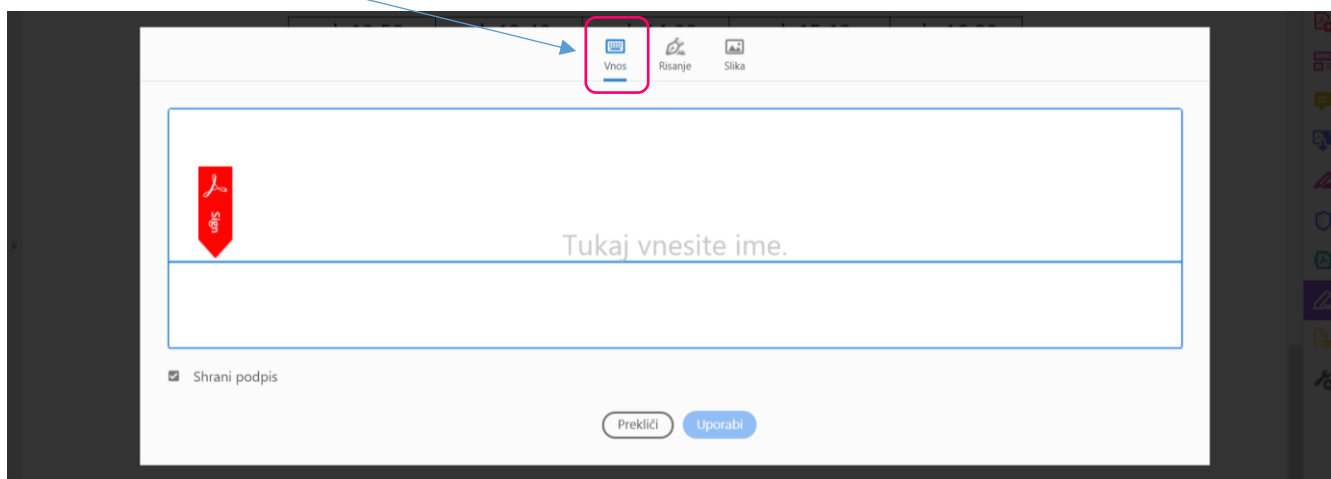 Vnos Risanje Slika
Sign
Tukaj vnesite ime.
Shrani podpis
Prekliči Uporabi